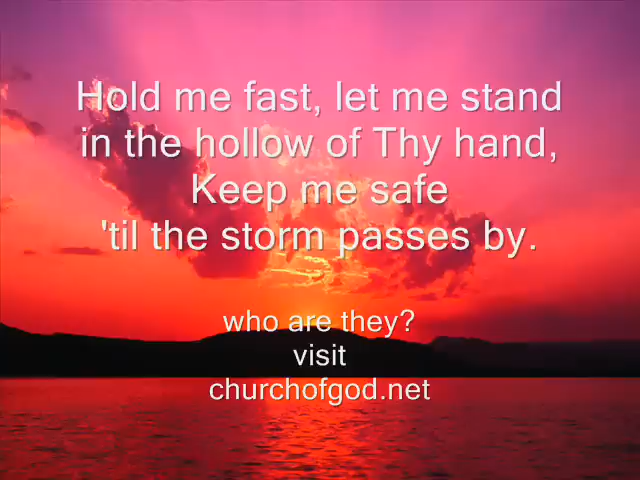 Hold me fast, let me stand
in the hollow of Thy hand,
Keep me safe
'til the storm passes by.
who are they?
visit
churchofgod.net